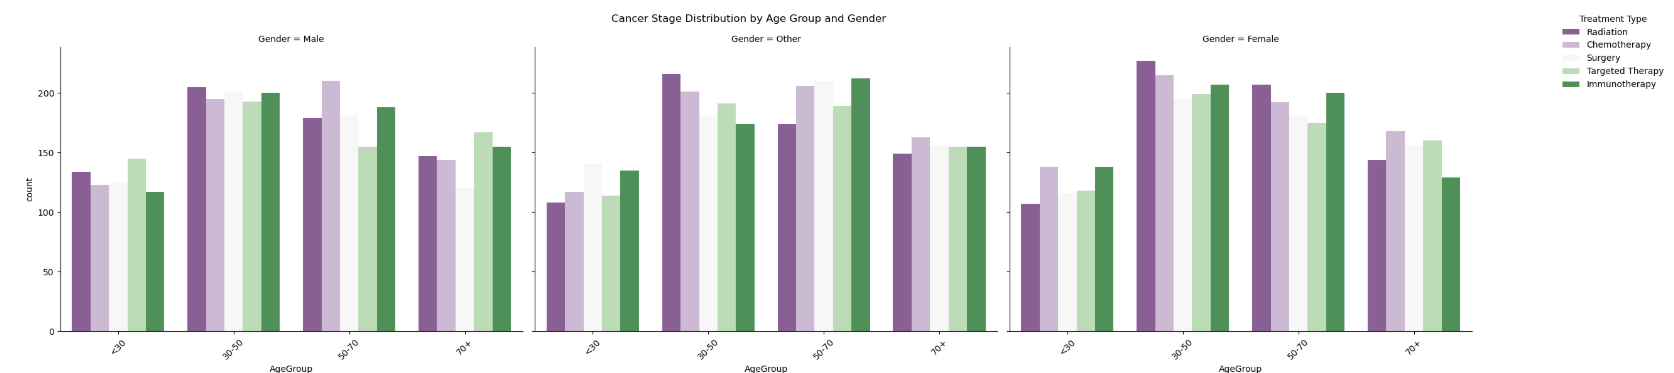 Cancer Stage Distribution by Age Group and Gender
Treatment Type
Radiation
Chemotherapy
Surgery
Targeted Therapy
Immunotherapy
Gender = Male
Gender = Other
Gender = Female
count
200
150
100
50
0
<30
30-50
50-70
70+
<30
30-50
50-70
70+
<30
30-50
50-70
70+
AgeGroup
AgeGroup
AgeGroup